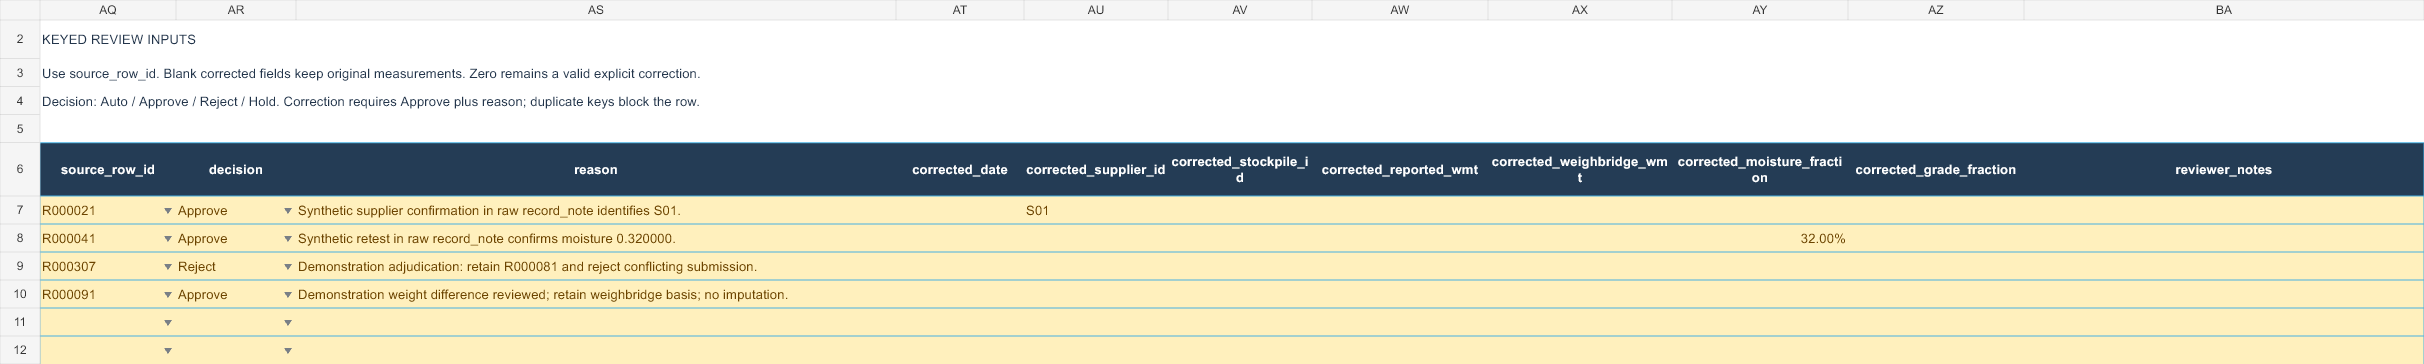 AQ AR AS AT AU AV AW AX AY AZ BA
2 KEYED REVIEW INPUTS
3 Use source_row_id. Blank corrected fields keep original measurements. Zero remains a valid explicit correction.
4 Decision: Auto / Approve / Reject / Hold. Correction requires Approve plus reason; duplicate keys block the row.
5
6 source_row_id decision reason corrected_date corrected_supplier_id corrected_stockpile_id corrected_reported_wmt corrected_weighbridge_wmt corrected_moisture_fraction corrected_grade_fraction reviewer_notes
7 R000021 Approve Synthetic supplier confirmation in raw record_note identifies S01. S01
8 R000041 Approve Synthetic retest in raw record_note confirms moisture 0.320000. 32.00%
9 R000307 Reject Demonstration adjudication: retain R000081 and reject conflicting submission.
10 R000091 Approve Demonstration weight difference reviewed; retain weighbridge basis; no imputation.
11
12